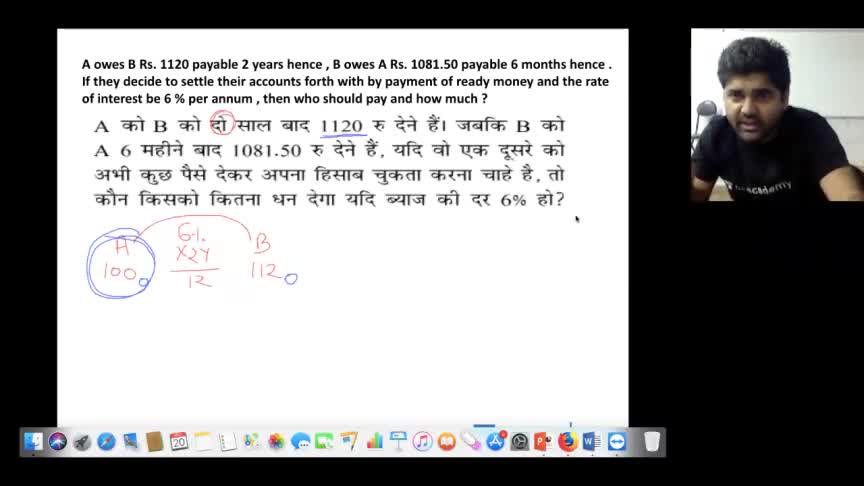 A owes B Rs. 1120 payable 2 years hence , B owes A Rs. 1081.50 payable 6 months hence .
If they decide to settle their accounts forth with by payment of ready money and the rate
of interest be 6 % per annum , then who should pay and how much ?
A को B को दो साल बाद 1120 रु देने हैं। जबकि B को
A 6 महीने बाद 1081.50 रु देने हैं, यदि वो एक दूसरे को
अभी कुछ पैसे देकर अपना हिसाब चुकता करना चाहे है, तो
कौन किसको कितना धन देगा यदि ब्याज की दर 6% हो?
A 6% B
1000 X2Y 1120
12
academy
20